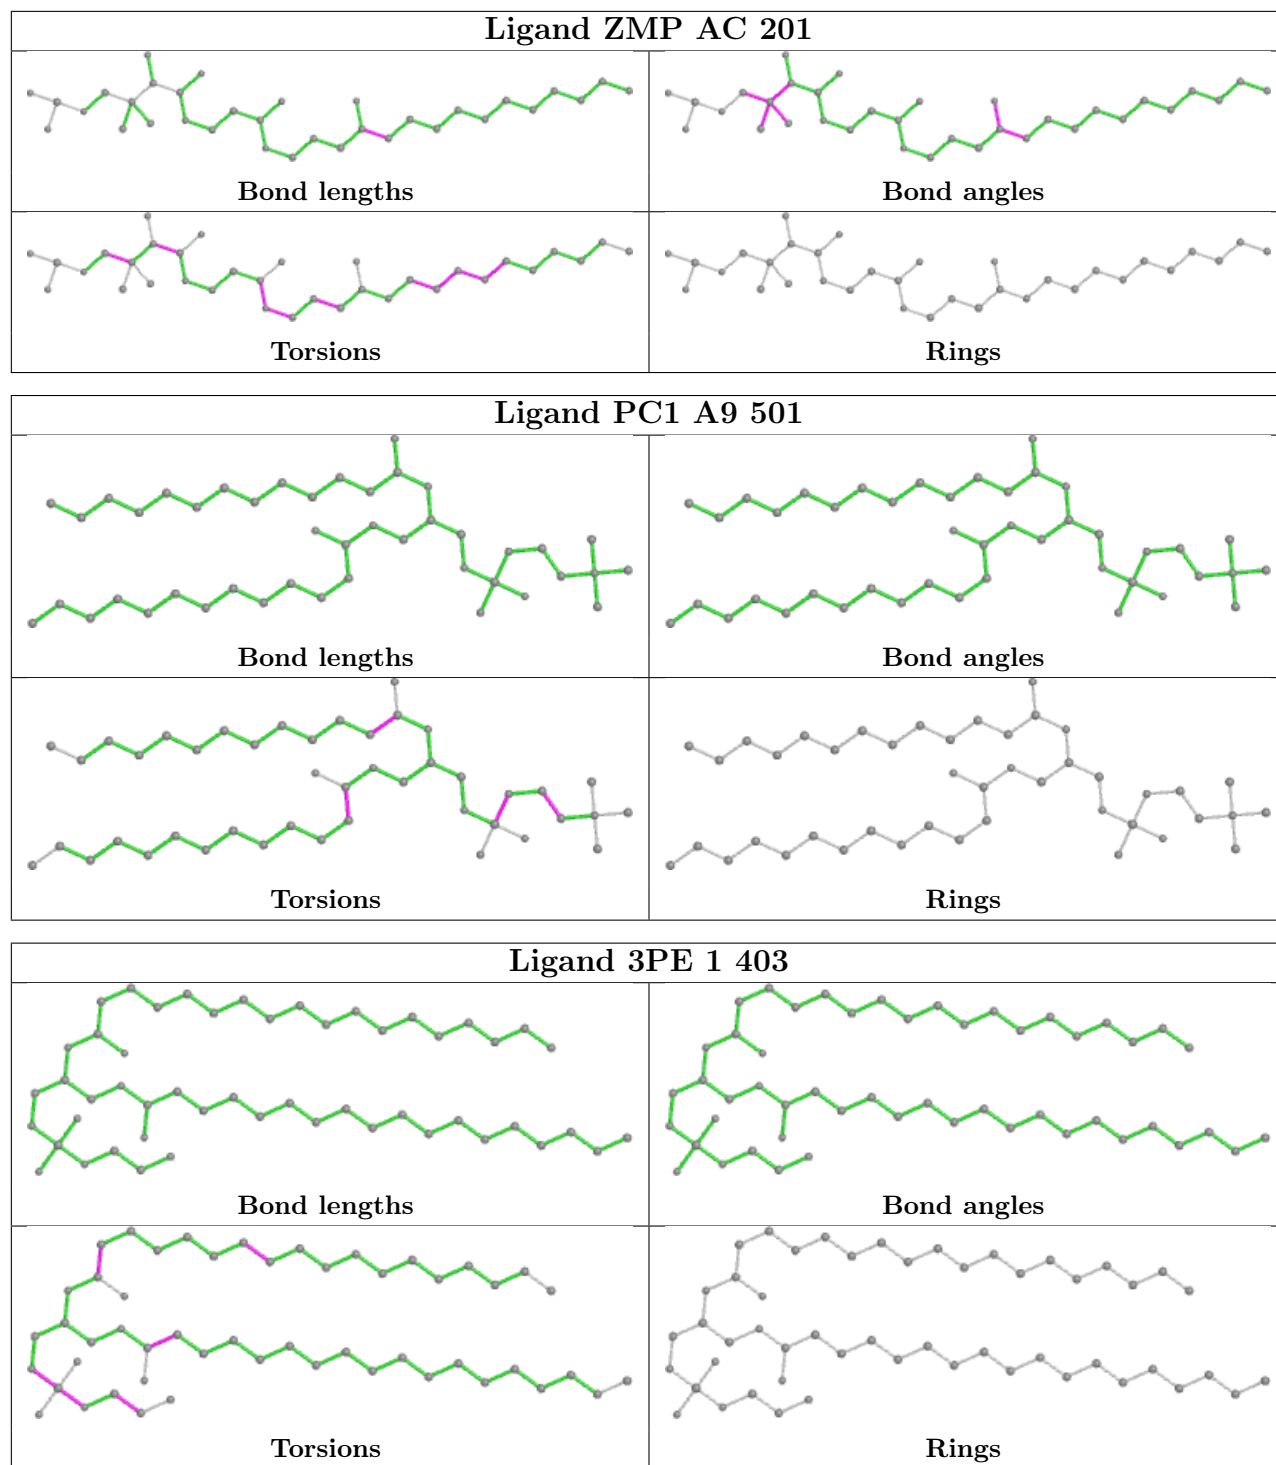 Ligand ZMP AC 201
Bond lengths
Bond angles
Torsions
Rings
Ligand PC1 A9 501
Bond lengths
Bond angles
Torsions
Rings
Ligand 3PE 1 403
Bond lengths
Bond angles
Torsions
Rings